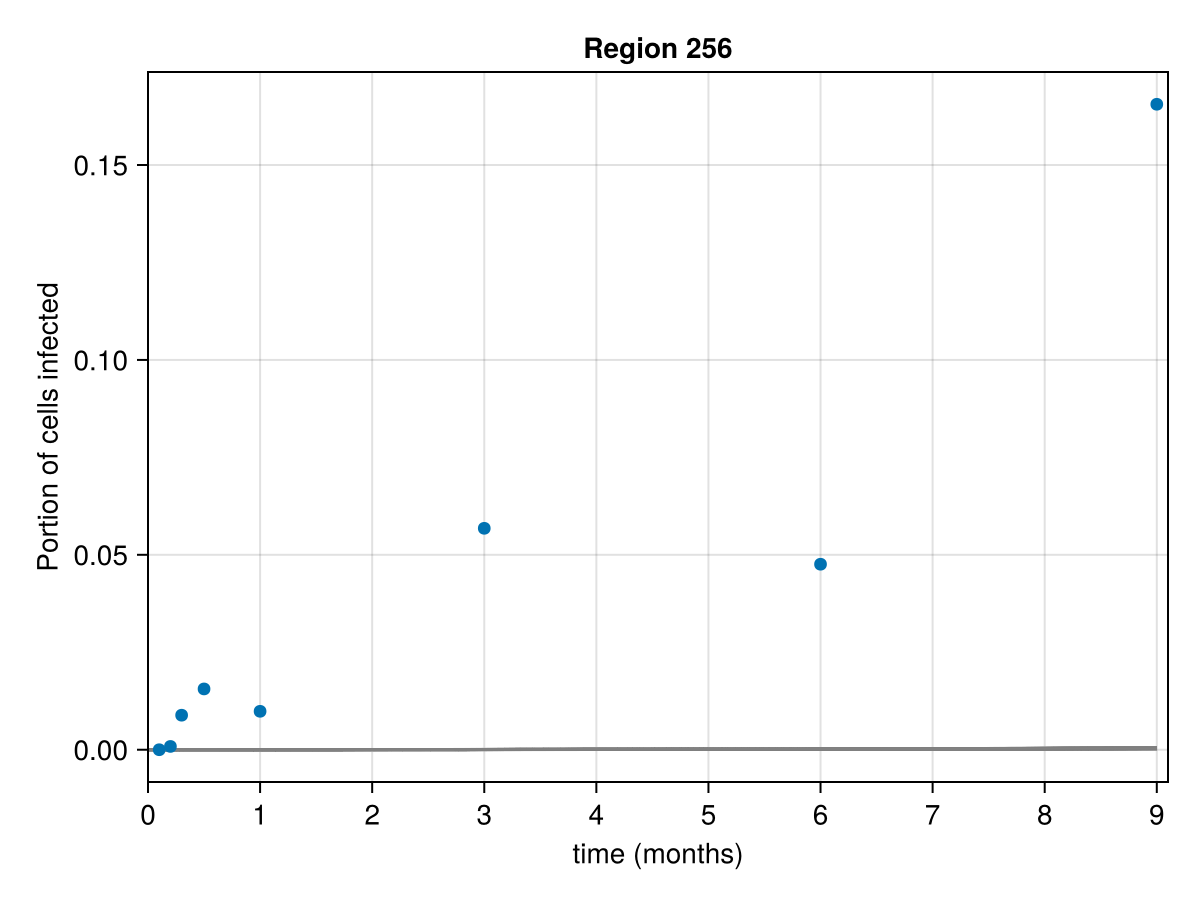 Region 256
Portion of cells infected
0.15
0.10
0.05
0.00
0 1 2 3 4 5 6 7 8 9
time (months)